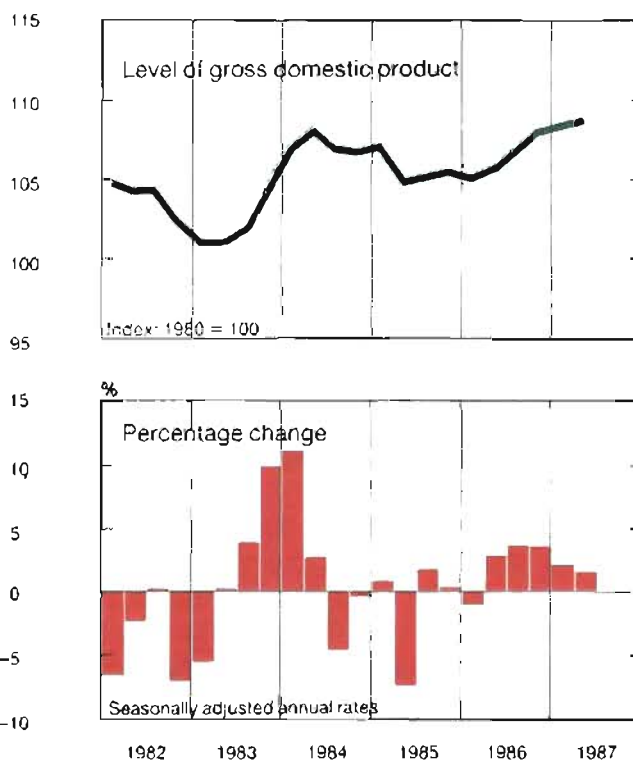 115
Level of gross domestic product
110
105
100
Index: 1980 = 100
95
%
15
Percentage change
10
5
0
-5
Seasonally adjusted annual rates
-10
1982 1983 1984 1985 1986 1987